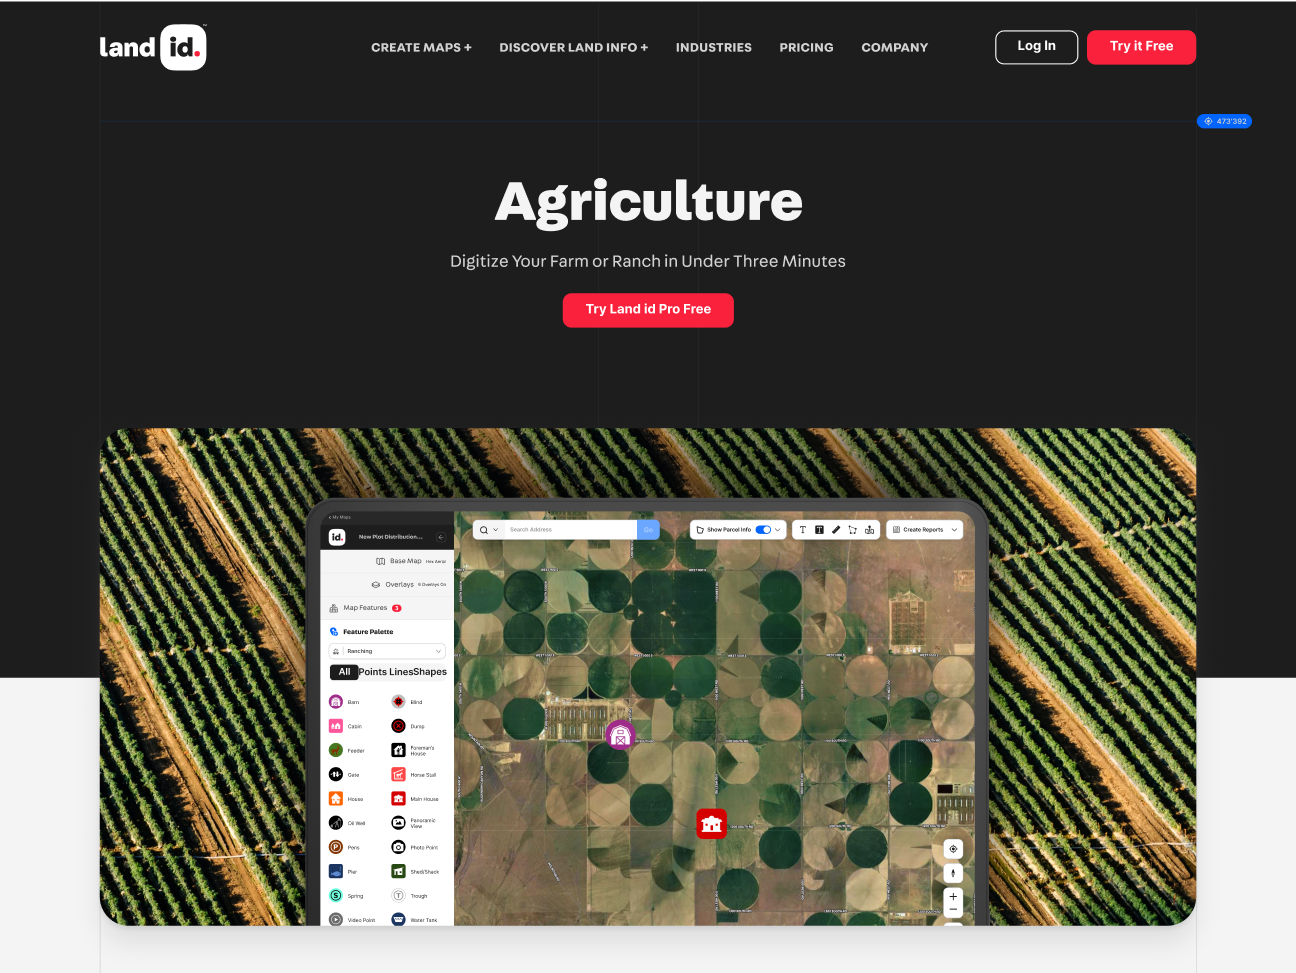 land id.
CREATE MAPS +
DISCOVER LAND INFO +
INDUSTRIES
PRICING
COMPANY
Log In
Try it Free
473'392
Agriculture
Digitize Your Farm or Ranch in Under Three Minutes
Try Land id Pro Free
My Maps
id.
New Plot Distribution...
Search Address
Go
Show Parcel Info
T
T
Create Reports
Base Map
Hex Aerial
Overlays
Overlays On
Map Features
3
Feature Palette
Ranching
All
Points
Lines
Shapes
Barn
Blind
Cabin
Dump
Feeder
Foreman's
House
Gate
Horse Stall
House
Main House
Oil Well
Panoramic
View
Pens
Photo Point
Pier
Shed/Shack
Spring
Trough
Video Point
Water Tank